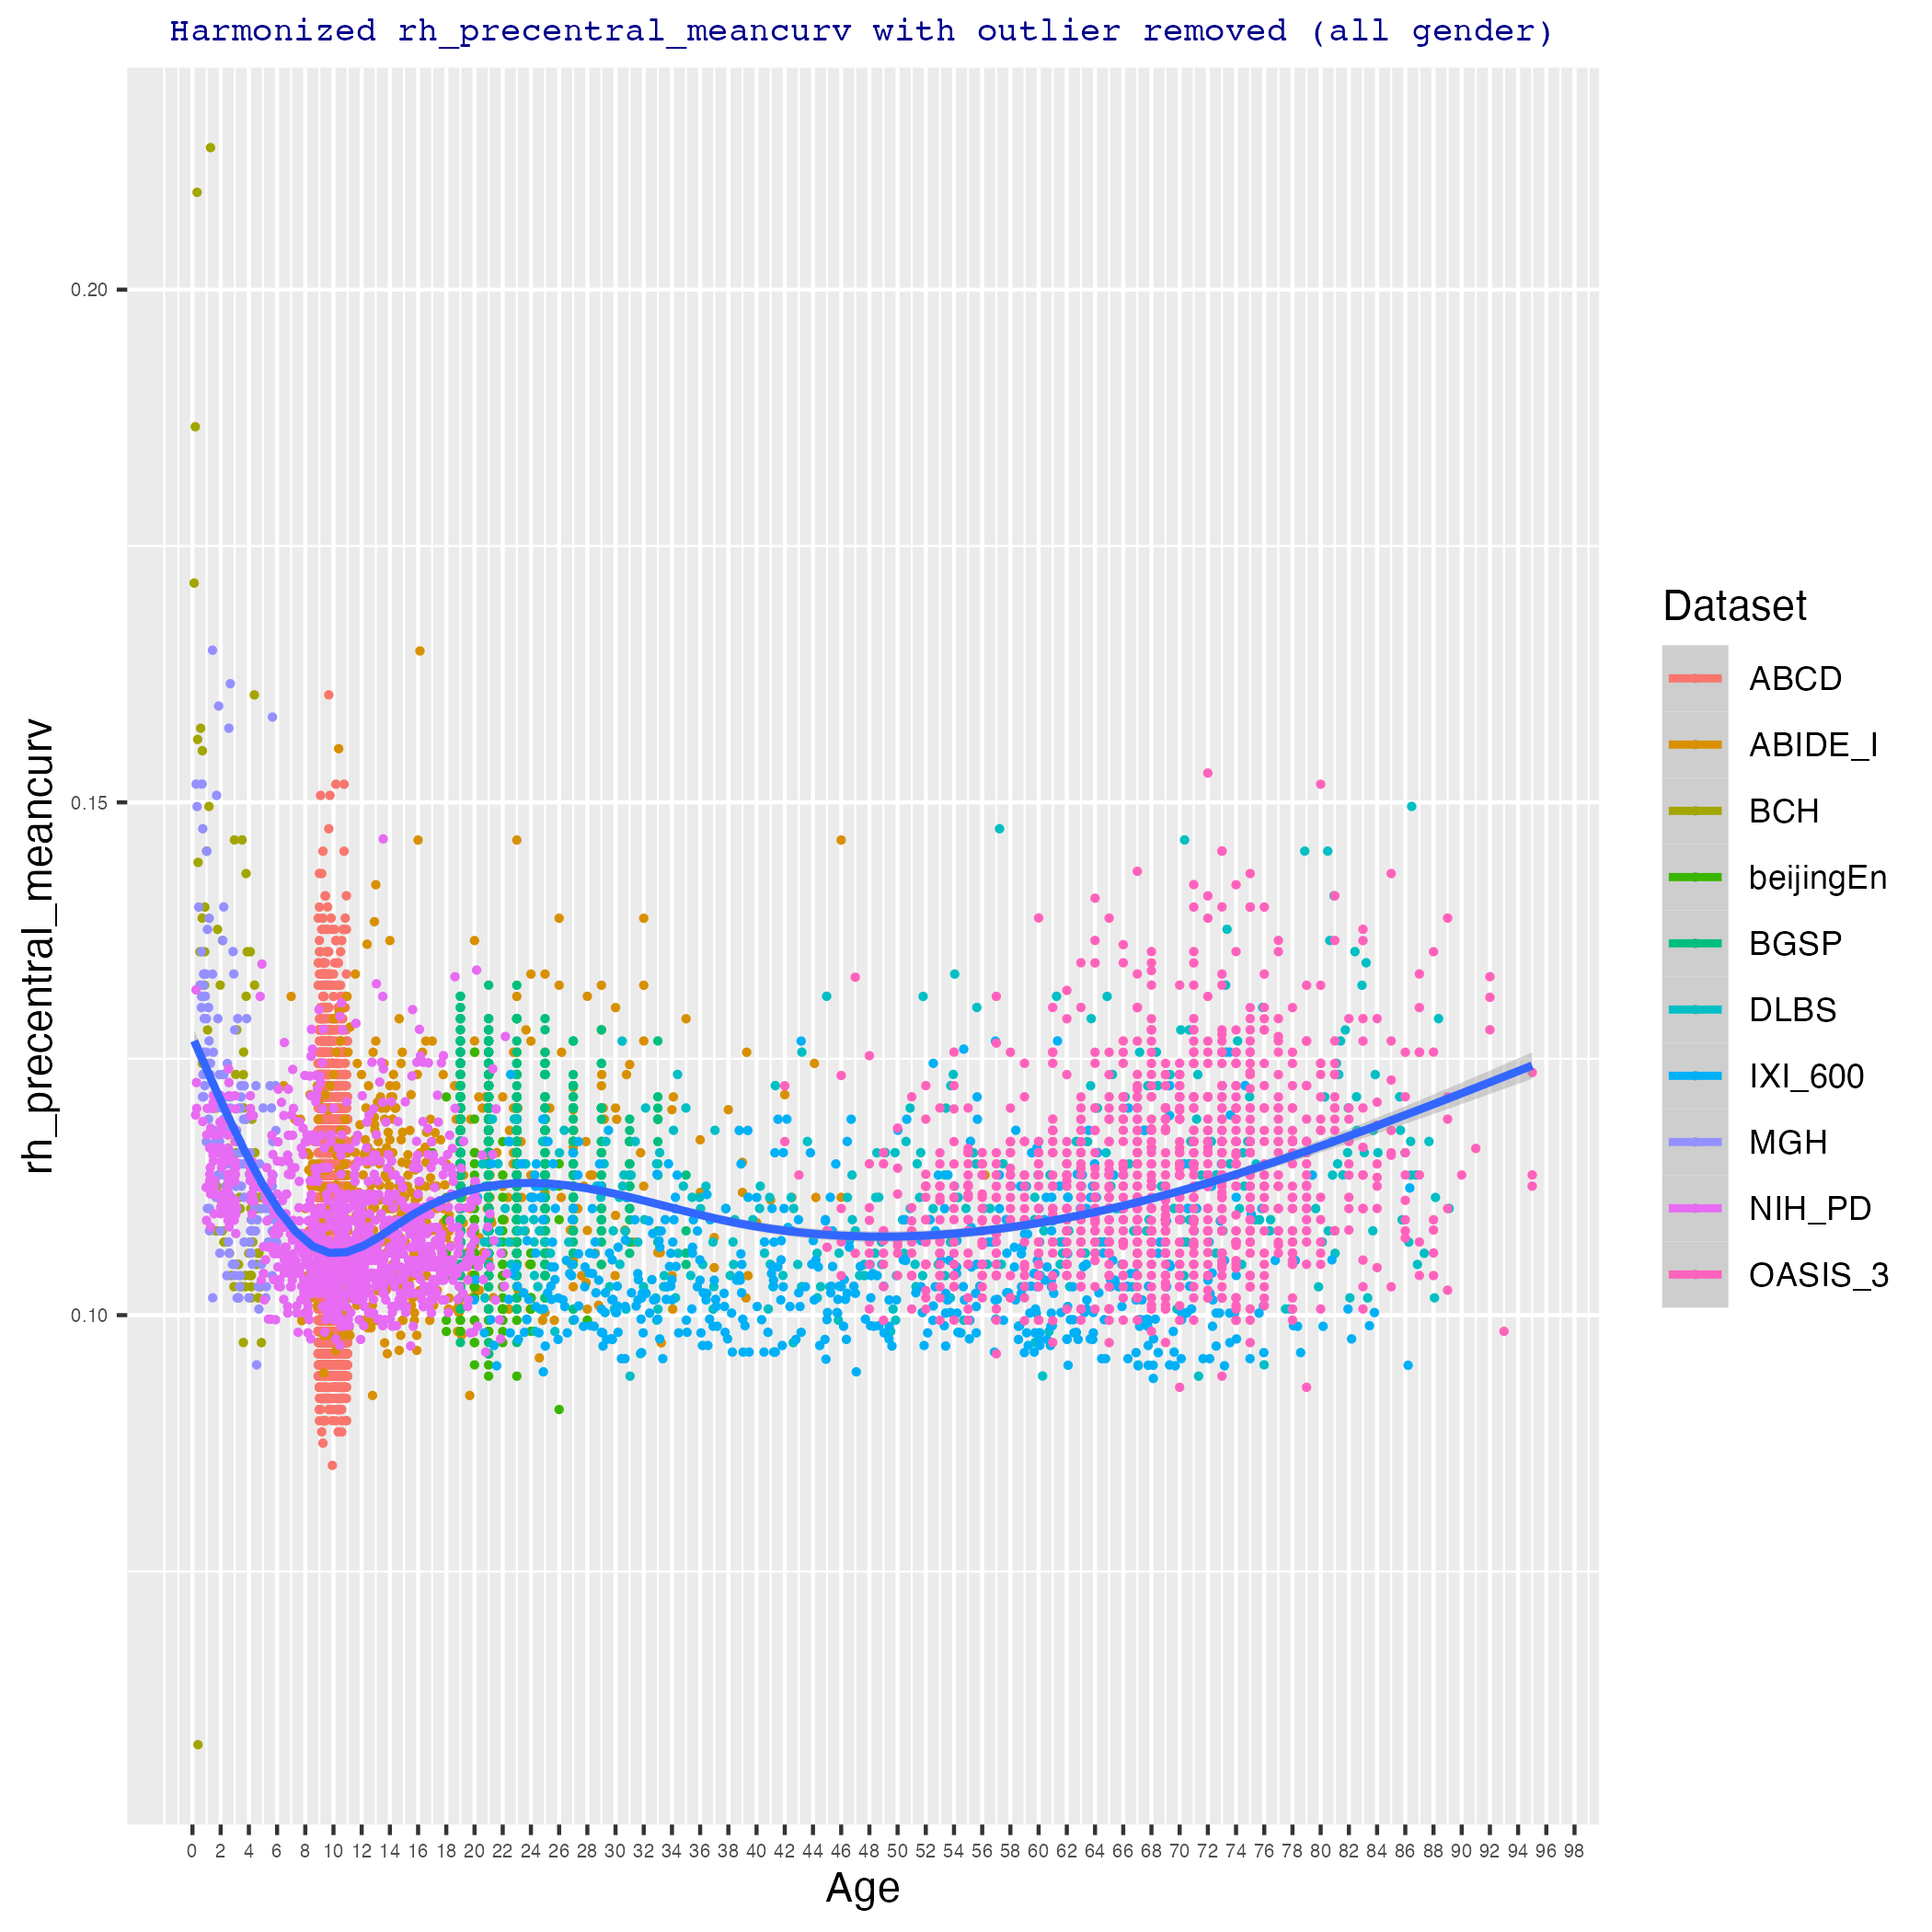 Harmonized rh_precentral_meancurv with outlier removed (all gender)
rh_precentral_meancurv
0.20
0.15
0.10
0 2 4 6 8 10 12 14 16 18 20 22 24 26 28 30 32 34 36 38 40 42 44 46 48 50 52 54 56 58 60 62 64 66 68 70 72 74 76 78 80 82 84 86 88 90 92 94 96 98
Age
Dataset
ABCD
ABIDE_I
BCH
beijingEn
BGSP
DLBS
IXI_600
MGH
NIH_PD
OASIS_3